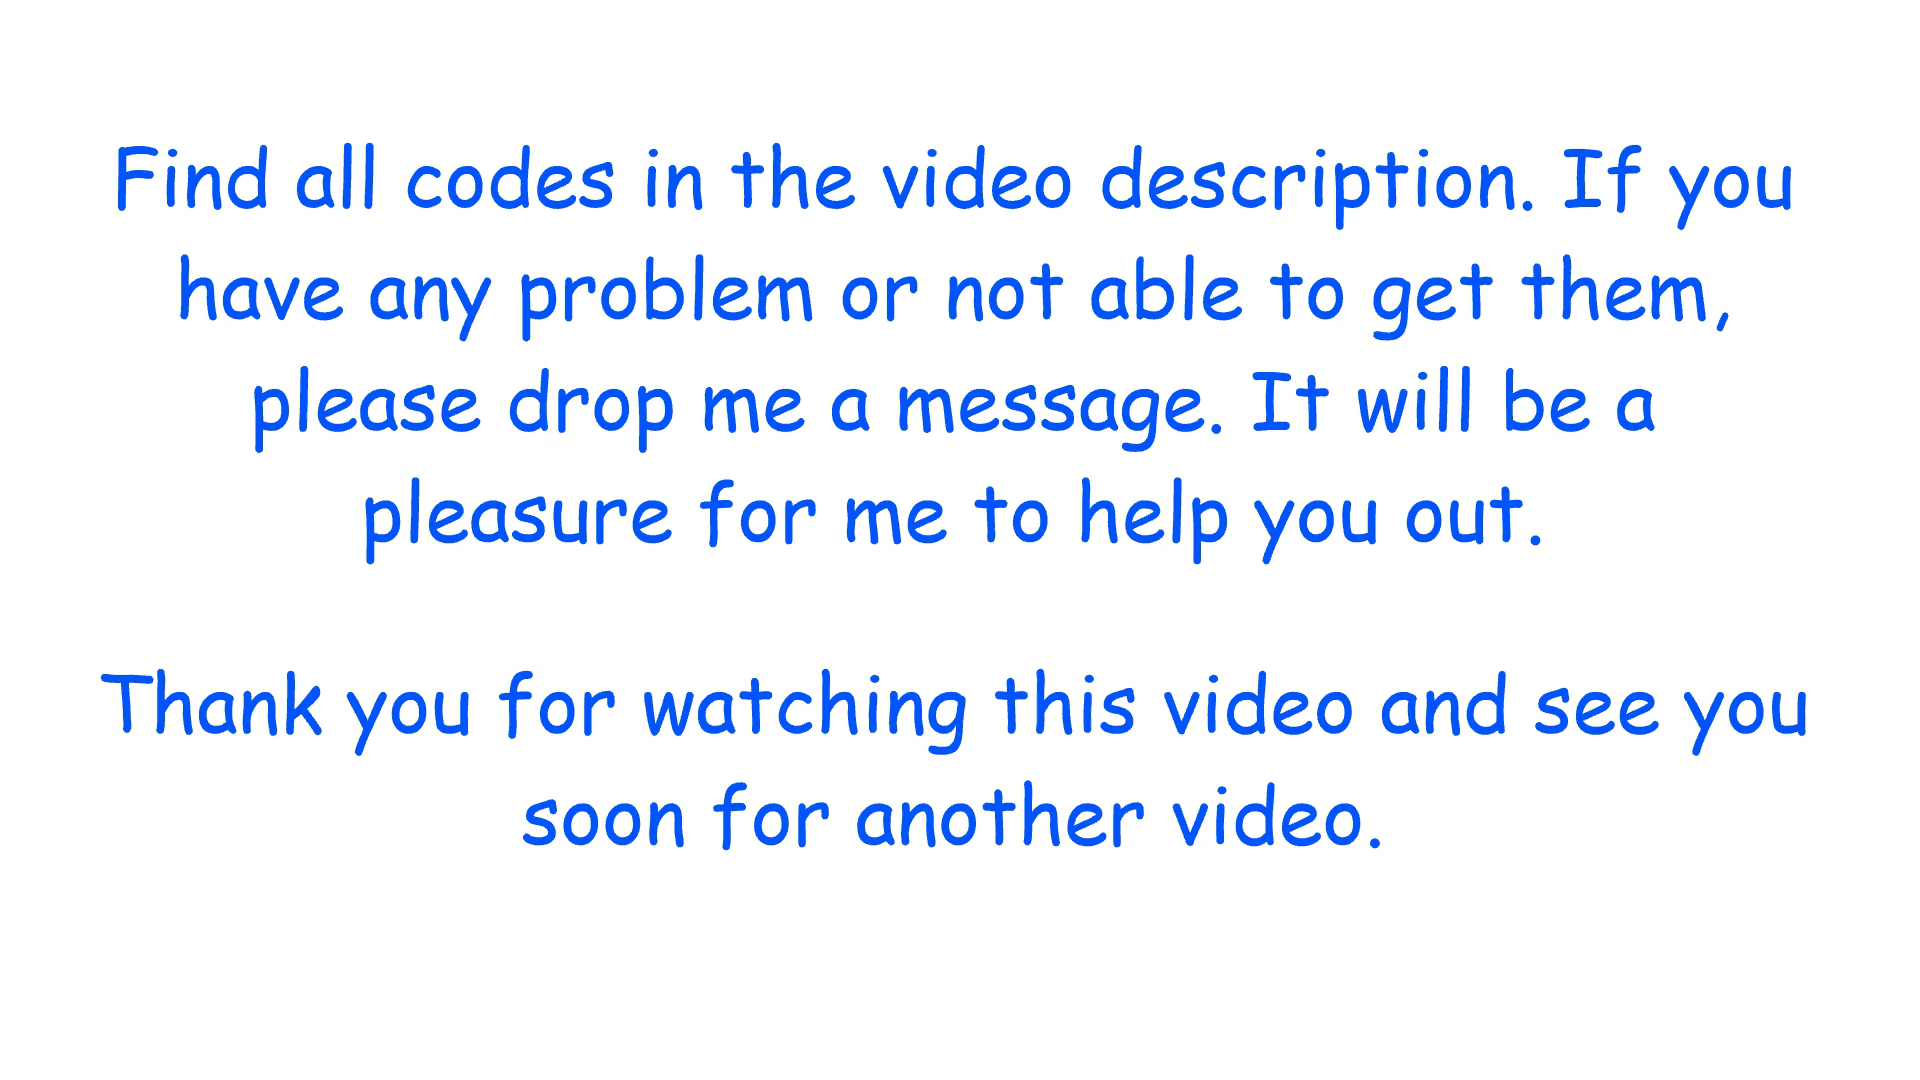 Find all codes in the video description. If you
have any problem or not able to get them,
please drop me a message. It will be a
pleasure for me to help you out.
Thank you for watching this video and see you
soon for another video.